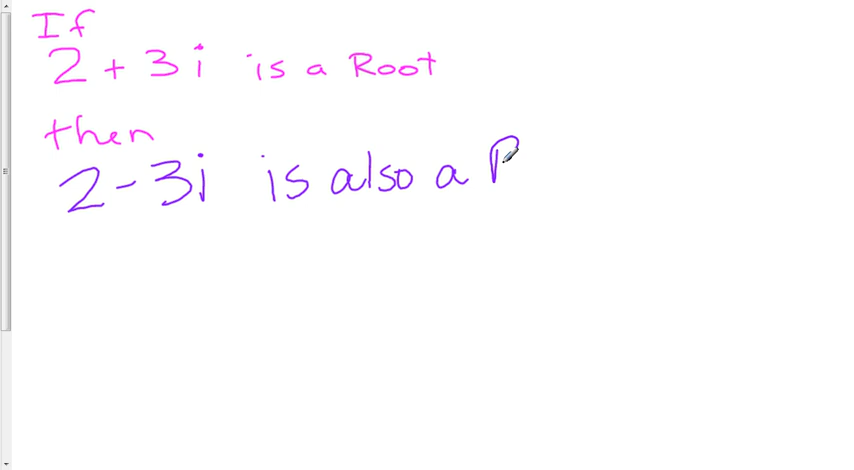 If
2 + 3i is a Root
then
2 - 3i is also a